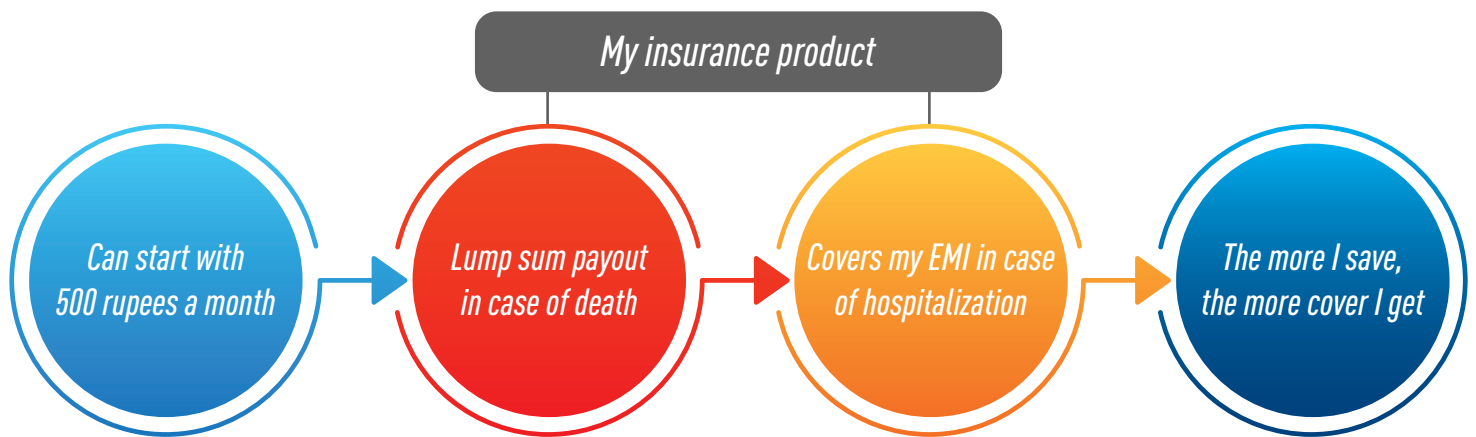 My insurance product
Can start with
500 rupees a month
Lump sum payout
in case of death
Covers my EMI in case
of hospitalization
The more I save,
the more cover I get